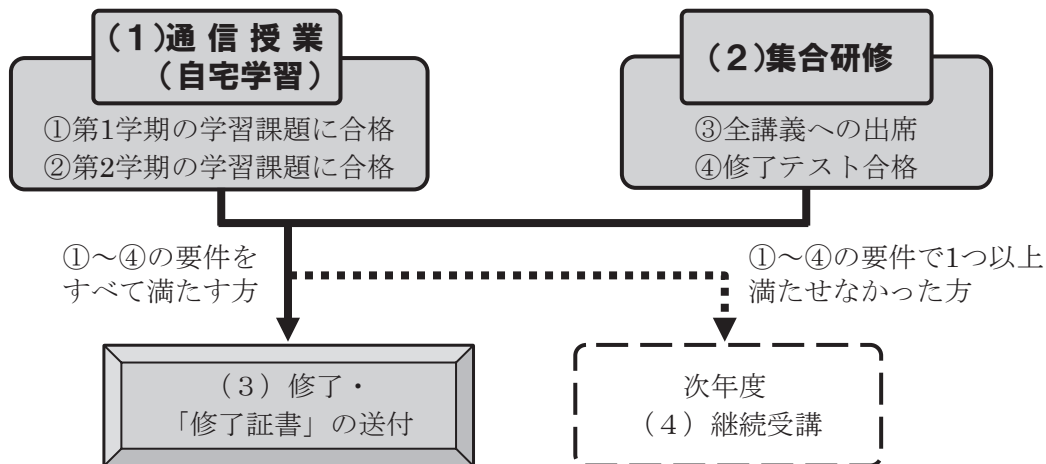 (1)通信授業
(自宅学習)
①第1学期の学習課題に合格
②第2学期の学習課題に合格
(2)集合研修
③全講義への出席
④修了テスト合格
①～④の要件を
すべて満たす方
①～④の要件で1つ以上
満たせなかった方
(3)修了・
「修了証書」の送付
次年度
(4)継続受講